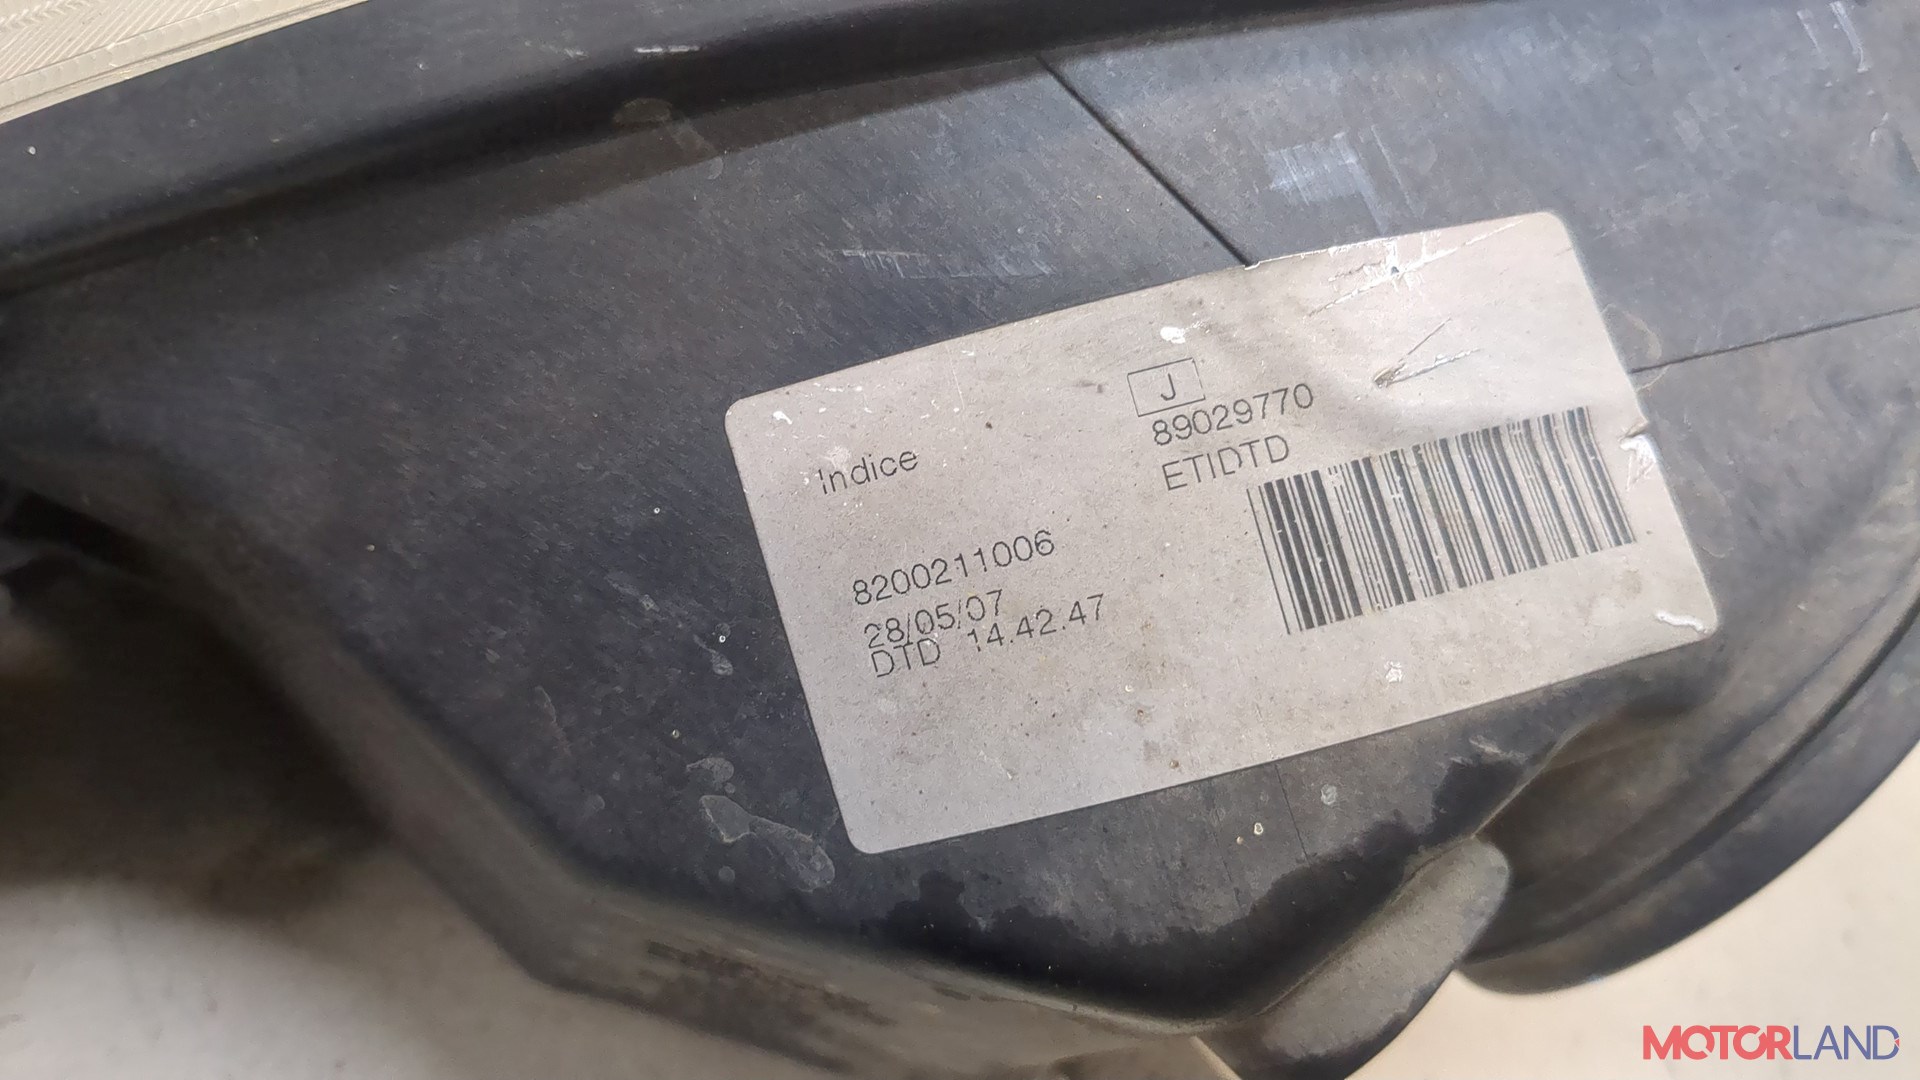 J
89029770
ETIDTD
Indice
8200211006
28/05/07
DTD 14.42.47
MOTORLAND